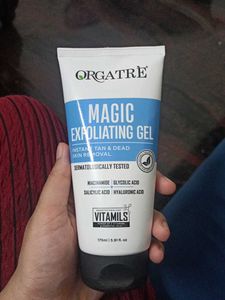 ORGATRE
MAGIC
EXFOLIATING GEL
INSTANT TAN & DEAD
SKIN REMOVAL
DERMATOLOGICALLY TESTED
NIACINAMIDE GLYCOLIC ACID
SALICYLIC ACID HYALURONIC ACID
VITAMILS
175ml